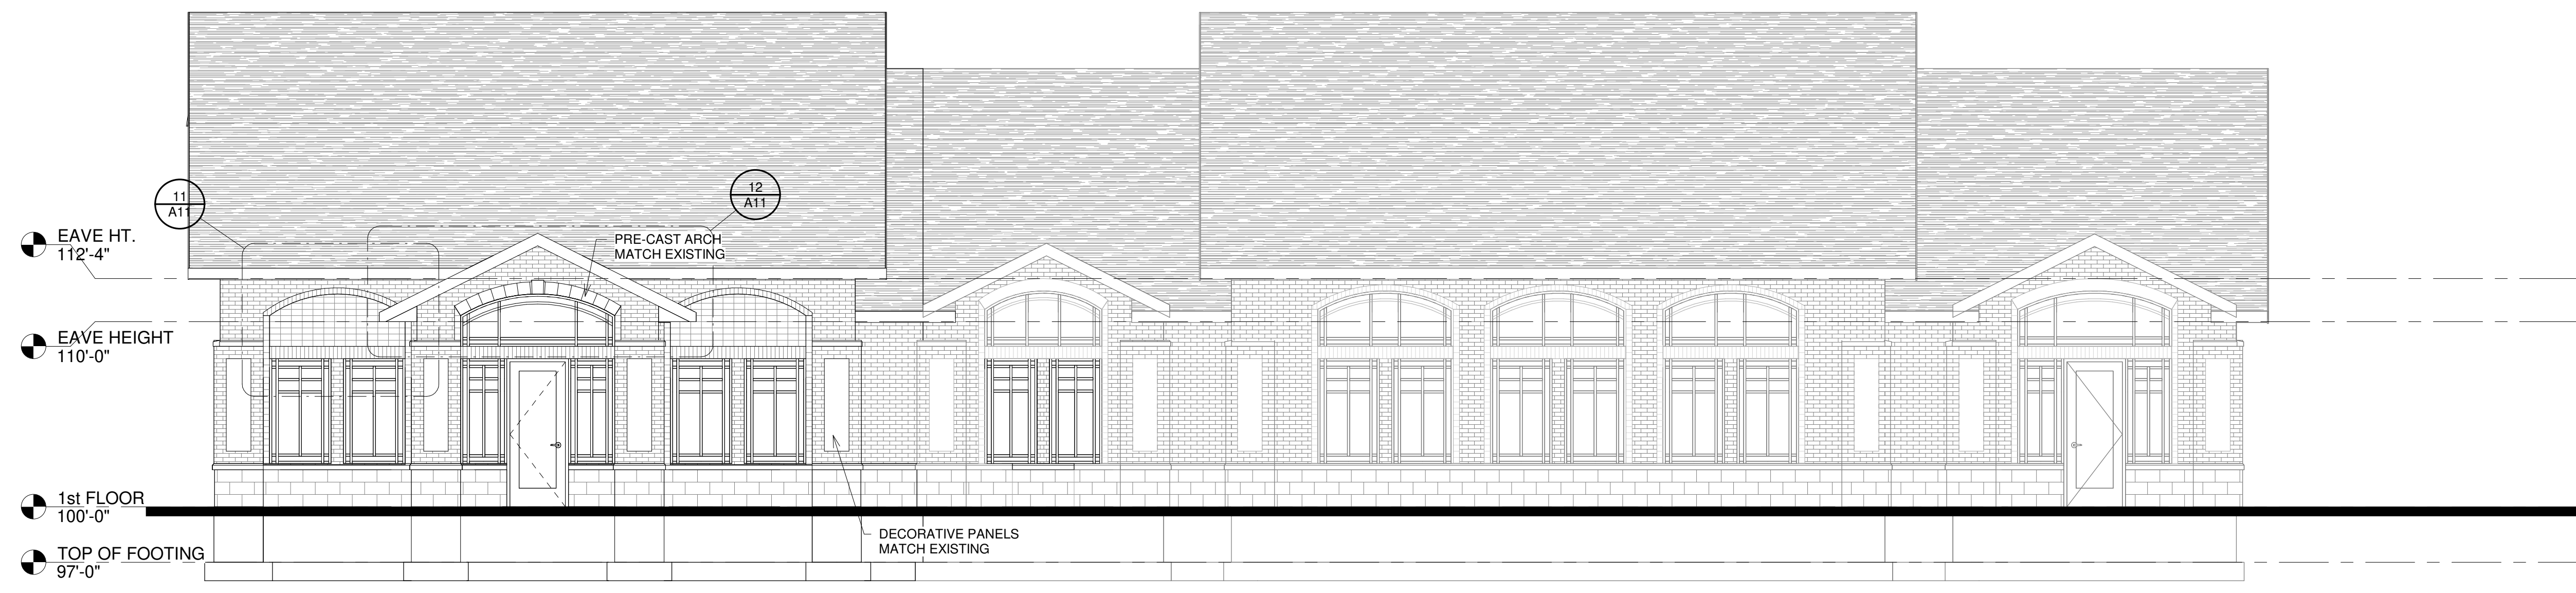 11
A11
12
A11
EAVE HT.
112'-4"
PRE-CAST ARCH
MATCH EXISTING
EAVE HEIGHT
110'-0"
1st FLOOR
100'-0"
DECORATIVE PANELS
MATCH EXISTING
TOP OF FOOTING
97'-0"